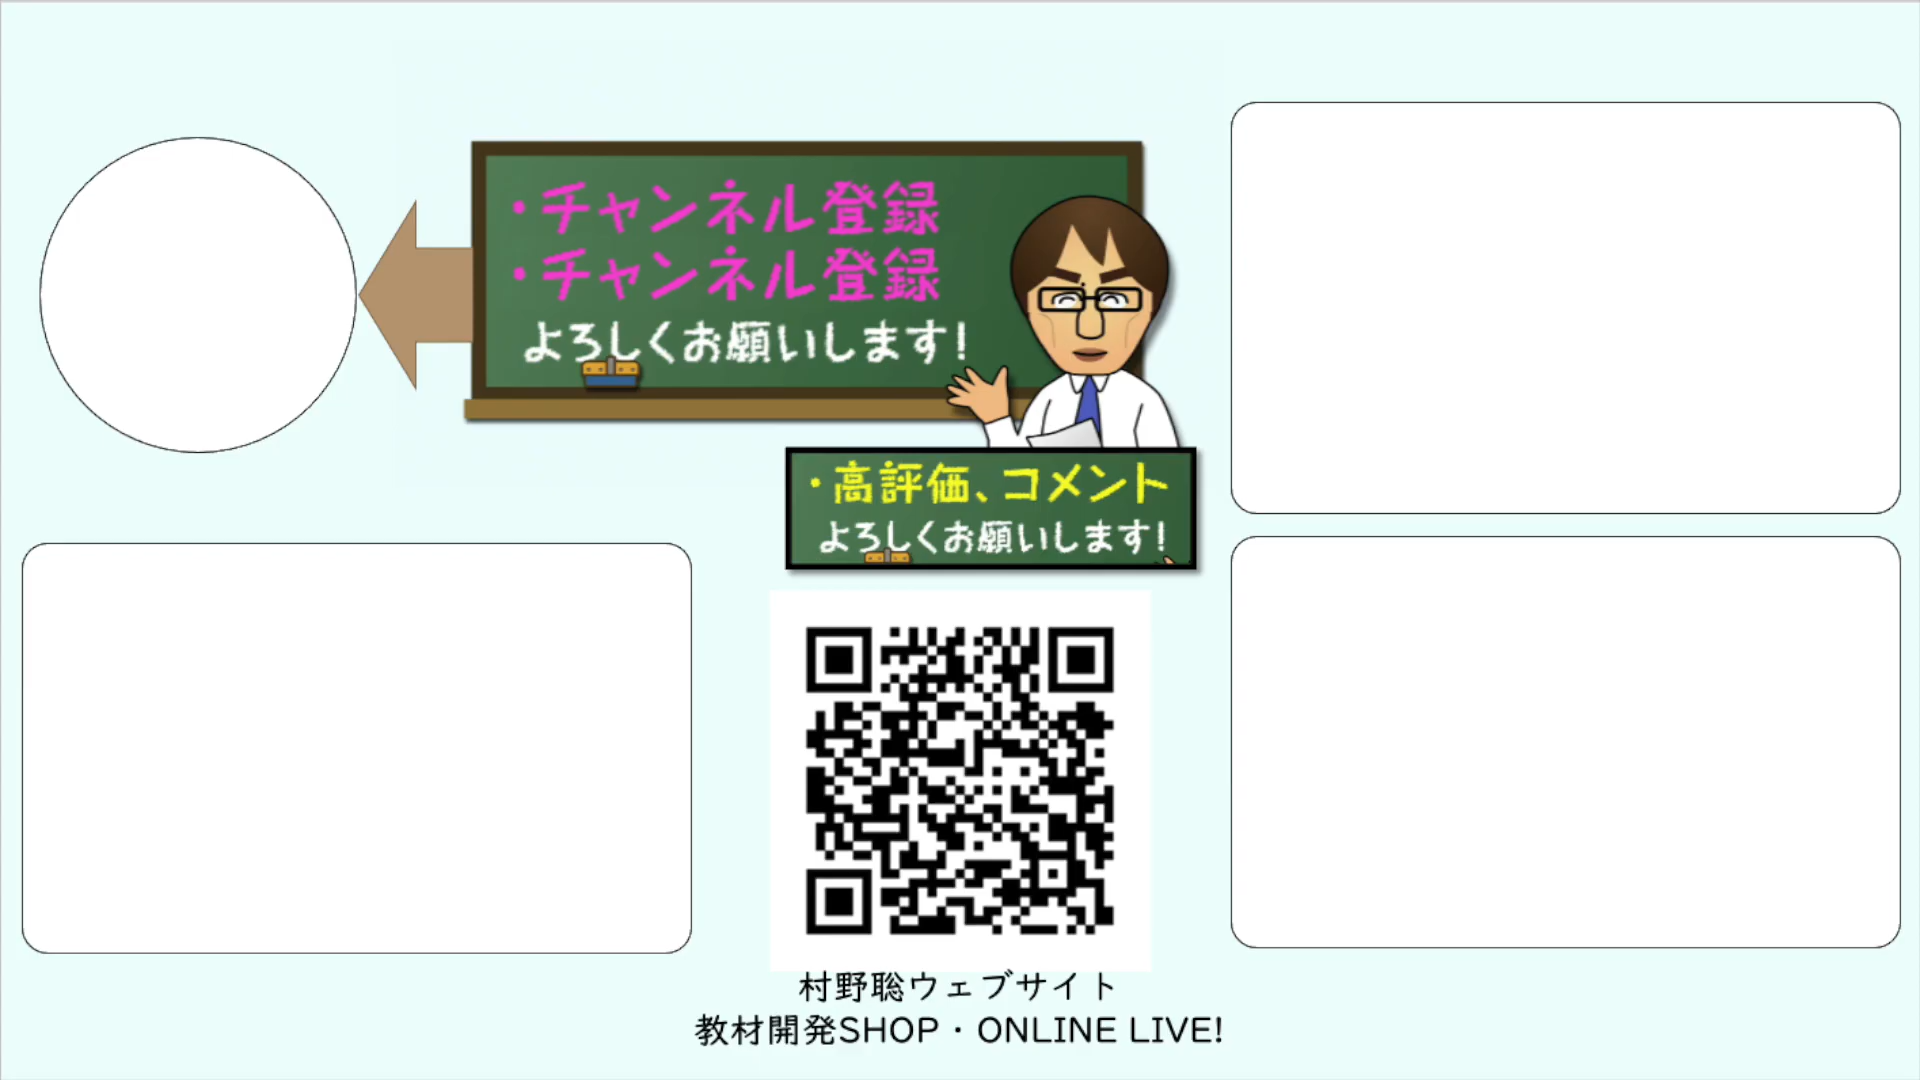 ・チャンネル登録
・チャンネル登録
よろしくお願いします!
・高評価、コメント
よろしくお願いします!
村野聡ウェブサイト
教材開発SHOP・ONLINE LIVE!